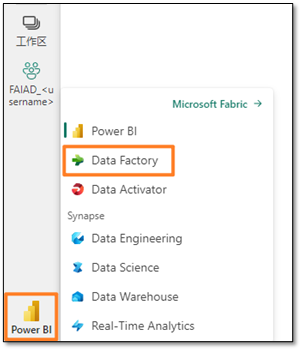 工作区
FAIAD_<u
sername>
Microsoft Fabric →
Power BI
Data Factory
Data Activator
Synapse
Data Engineering
Data Science
Data Warehouse
Real-Time Analytics
Power BI